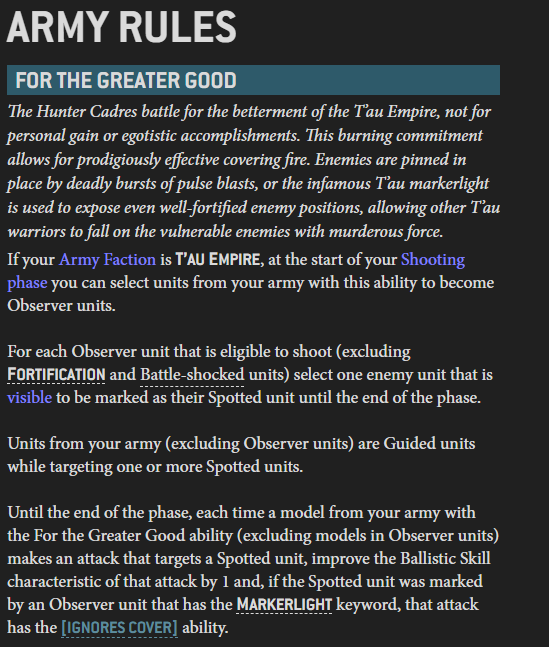 ARMY RULES
FOR THE GREATER GOOD
The Hunter Cadres battle for the betterment of the T'au Empire, not for
personal gain or egotistic accomplishments. This burning commitment
allows for prodigiously effective covering fire. Enemies are pinned in
place by deadly bursts of pulse blasts, or the infamous T'au markerlight
is used to expose even well-fortified enemy positions, allowing other T'au
warriors to fall on the vulnerable enemies with murderous force.
If your Army Faction is T'AU EMPIRE, at the start of your Shooting
phase you can select units from your army with this ability to become
Observer units.
For each Observer unit that is eligible to shoot (excluding
FORTIFICATION and Battle-shocked units) select one enemy unit that is
visible to be marked as their Spotted unit until the end of the phase.
Units from your army (excluding Observer units) are Guided units
while targeting one or more Spotted units.
Until the end of the phase, each time a model from your army with
the For the Greater Good ability (excluding models in Observer units)
makes an attack that targets a Spotted unit, improve the Ballistic Skill
characteristic of that attack by 1 and, if the Spotted unit was marked
by an Observer unit that has the MARKERLIGHT keyword, that attack
has the [IGNORES COVER] ability.